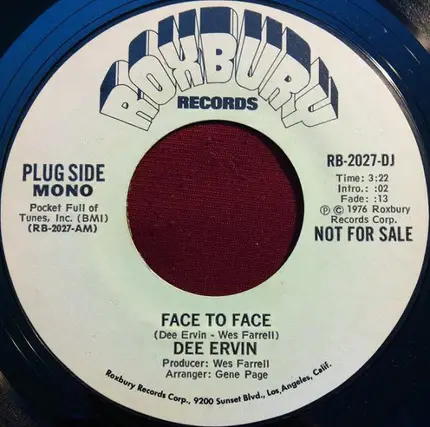 ROXBURY
RECORDS
PLUG SIDE
MONO
Pocket Full of
Tunes, Inc. (BMI)
(RB-2027-AM)
RB-2027-DJ
Time: 3:22
Intro.: :02
Fade: :13
Ⓟ © 1976 Roxbury
Records Corp.
NOT FOR SALE
FACE TO FACE
(Dee Ervin - Wes Farrell)
DEE ERVIN
Producer: Wes Farrell
Arranger: Gene Page
Roxbury Records Corp., 9200 Sunset Blvd., Los Angeles, Calif.